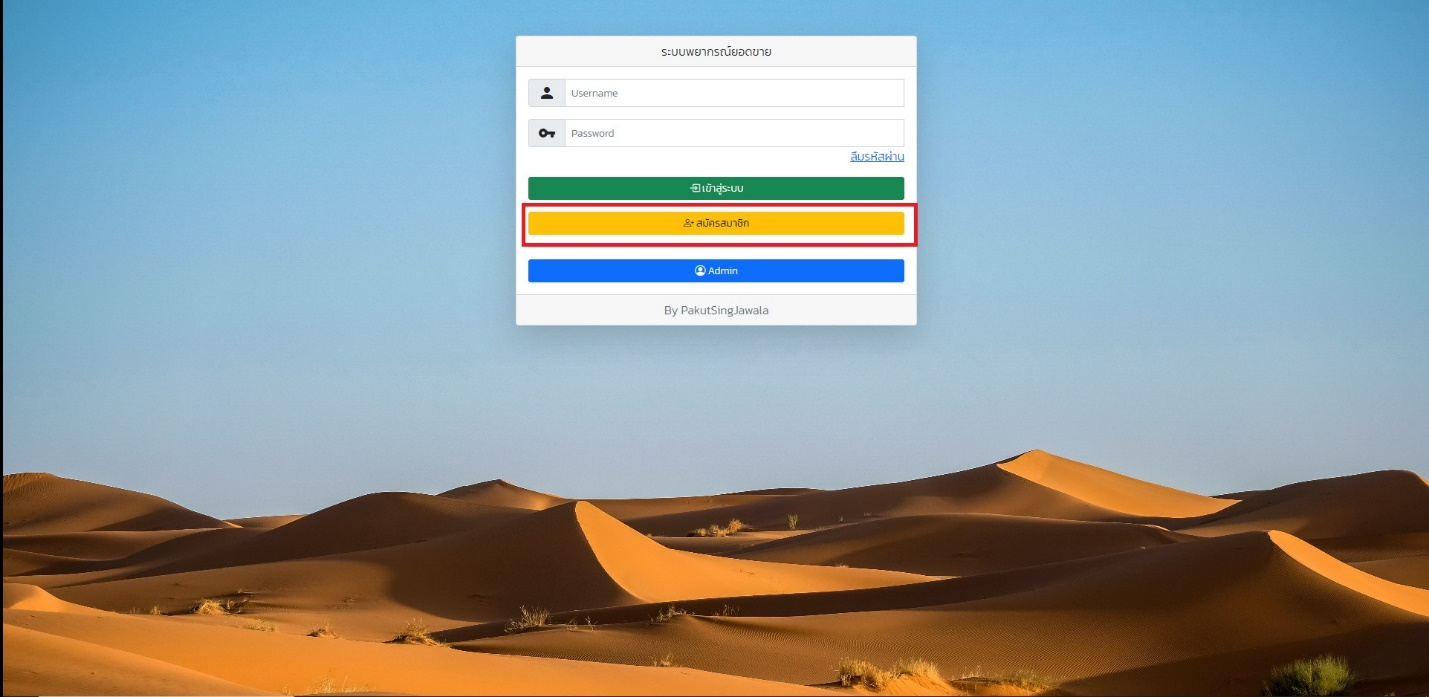 ระบบพยากรณ์ยอดขาย
Username
Password
ลืมรหัสผ่าน
เข้าสู่ระบบ
สมัครสมาชิก
Admin
By PakutSingJawala